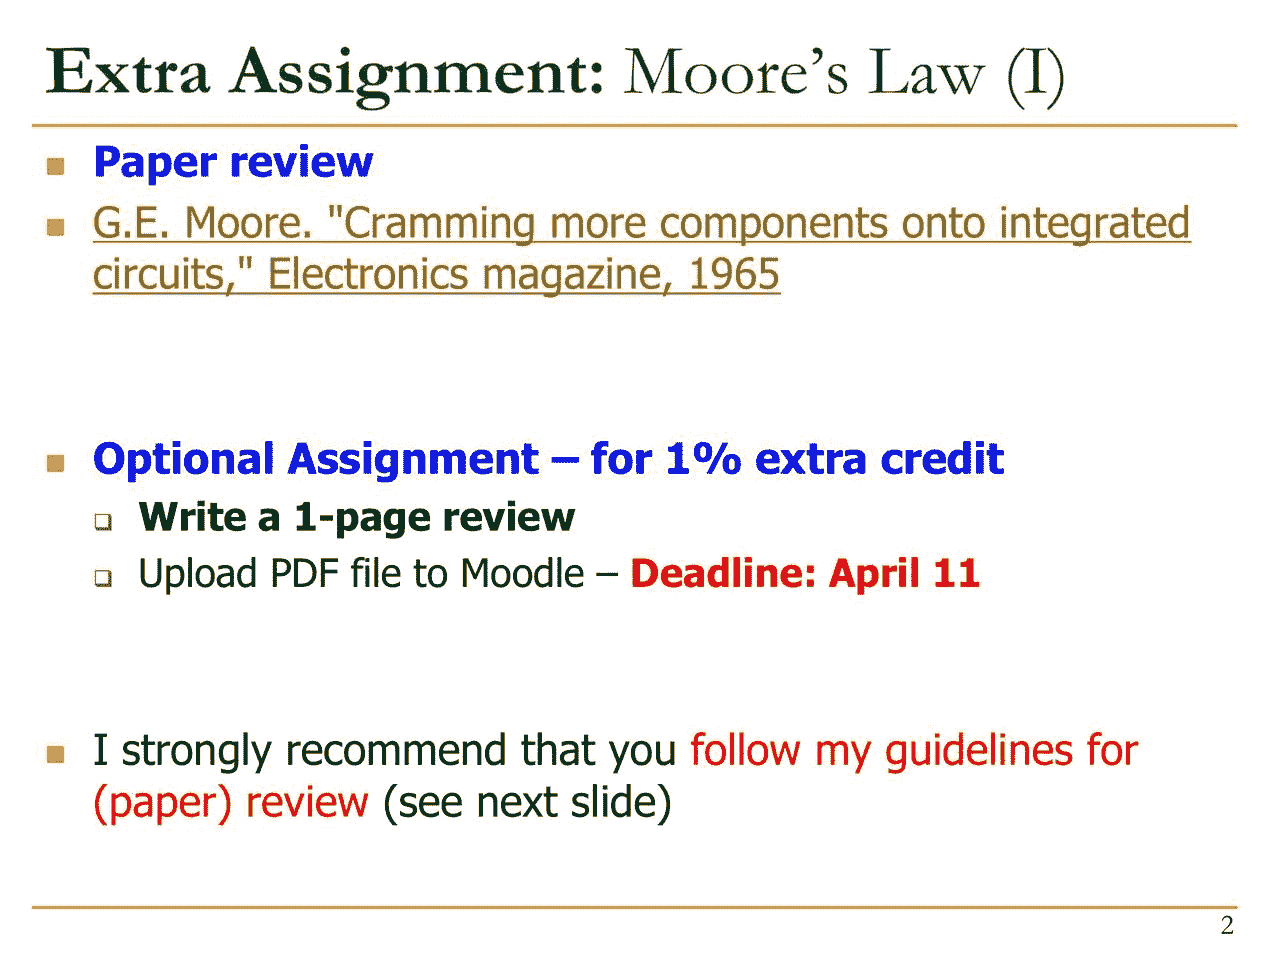 Extra Assignment: Moore’s Law (I)
Paper review
G.E. Moore. "Cramming more components onto integrated
circuits," Electronics magazine, 1965
Optional Assignment – for 1% extra credit
Write a 1-page review
Upload PDF file to Moodle – Deadline: April 11
I strongly recommend that you follow my guidelines for
(paper) review (see next slide)
2